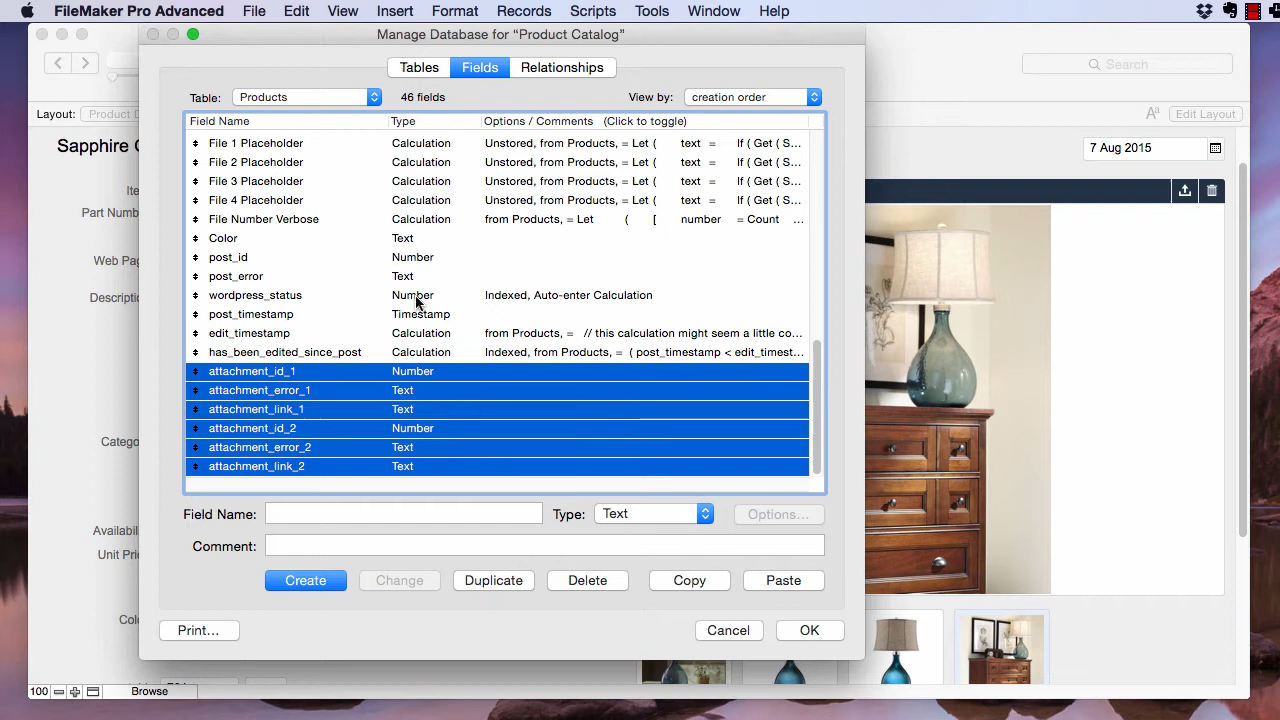 FileMaker Pro Advanced File Edit View Insert Format Records Scripts Tools Window Help
Manage Database for “Product Catalog”
Tables Fields Relationships
Search
Table: Products 46 fields View by: creation order
Layout: Product D
Edit Layout
Field Name Type Options / Comments (Click to toggle)
File 1 Placeholder Calculation Unstored, from Products, = Let ( text = If ( Get ( S...
File 2 Placeholder Calculation Unstored, from Products, = Let ( text = If ( Get ( S...
File 3 Placeholder Calculation Unstored, from Products, = Let ( text = If ( Get ( S...
File 4 Placeholder Calculation Unstored, from Products, = Let ( text = If ( Get ( S...
File Number Verbose Calculation from Products, = Let ( [ number = Count ...
Color Text
post_id Number
post_error Text
wordpress_status Number Indexed, Auto-enter Calculation
post_timestamp Timestamp
edit_timestamp Calculation from Products, = // this calculation might seem a little co...
has_been_edited_since_post Calculation Indexed, from Products, = ( post_timestamp < edit_timest...
attachment_id_1 Number
attachment_error_1 Text
attachment_link_1 Text
attachment_id_2 Number
attachment_error_2 Text
attachment_link_2 Text
Field Name: Type: Text Options...
Comment:
Create Change Duplicate Delete Copy Paste
Print... Cancel OK
Sapphire
7 Aug 2015
Ite
Part Numb
Web Pag
Descripti
Catego
Availabi
Unit Pri
Colo
100 Browse